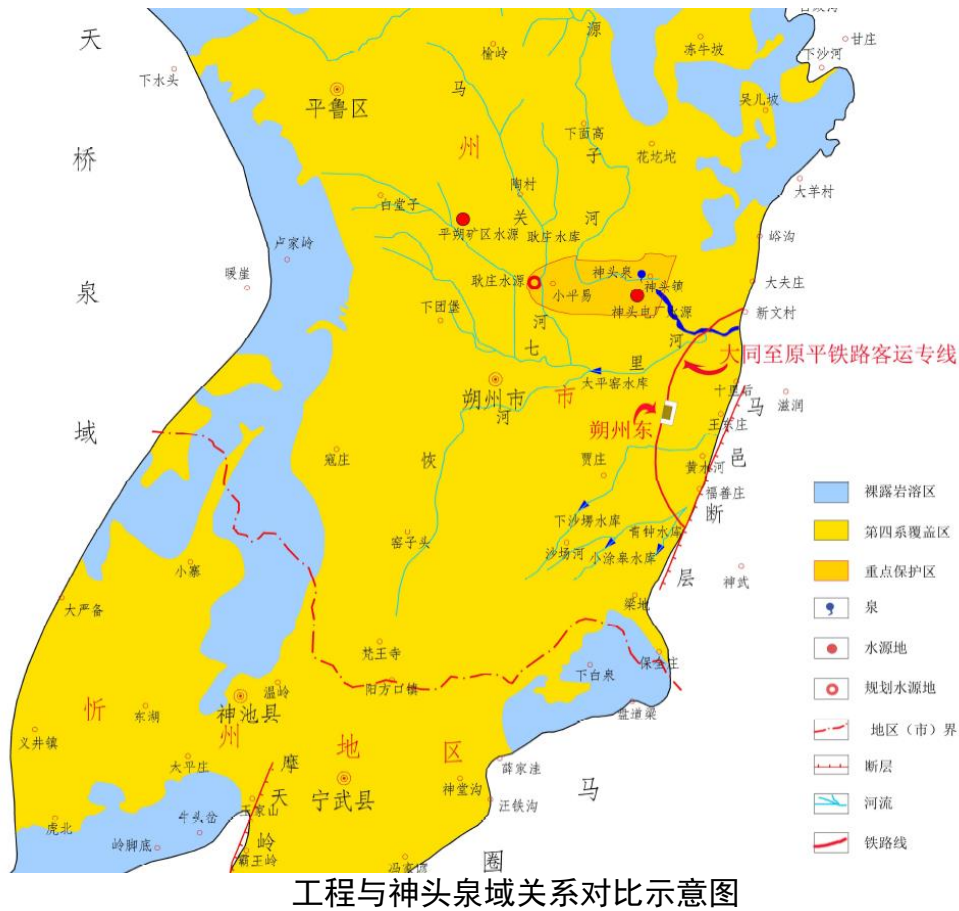 源
天
桥
泉
域
下水头
榆岭
冻牛坡
甘庄
下沙河
平鲁区
马
吴儿坡
州
下面高
子
花圪坨
陶村
大羊村
白堂子
关
河
平朔矿区水源
耿庄水库
峪沟
卢家岭
暖崖
耿庄水源
小平易
神头泉
神头镇
大夫庄
神头电厂水源
新文村
下团堡
河
七
里
河
大同至原平铁路客运专线
太平窑水库
朔州市
市
河
十里后
滋润
马
朔州东
王东庄
邑
寇庄
恢
贾庄
黄水河
福善庄
断
裸露岩溶区
下沙塄水库
窑子头
沙场河
小涂皋水库
第四系覆盖区
小寨
层
神武
重点保护区
大严备
梁地
泉
梵王寺
保全庄
水源地
温岭
阳方口镇
下白泉
规划水源地
忻
东湖
神池县
盘道梁
义井镇
州
地
区
地区（市）界
大平庄
摩
薛家洼
断层
天
宁武县
神堂沟
马
王家山
汪铁沟
河流
虎北
牛头岔
岭
岭脚底
霸王岭
圈
铁路线
工程与神头泉域关系对比示意图